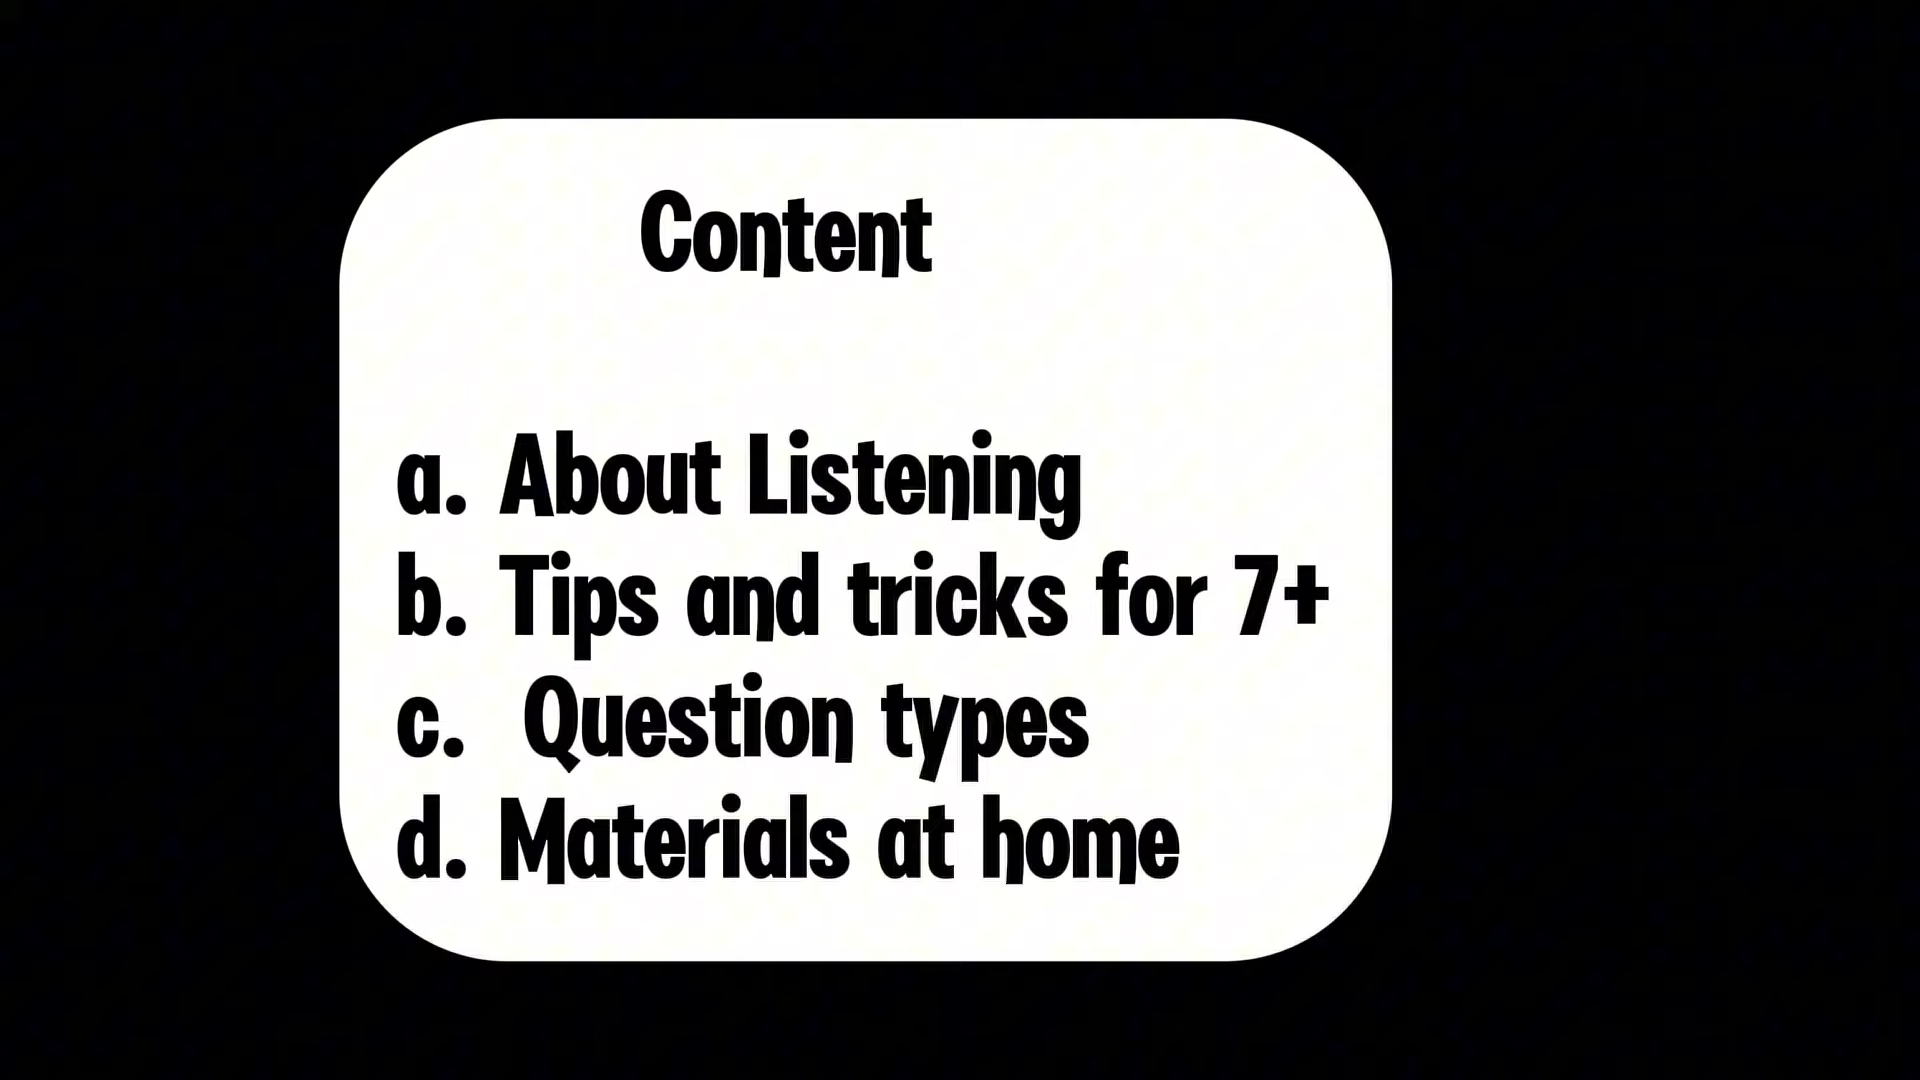 Content
a. About Listening
b. Tips and tricks for 7+
c. Question types
d. Materials at home